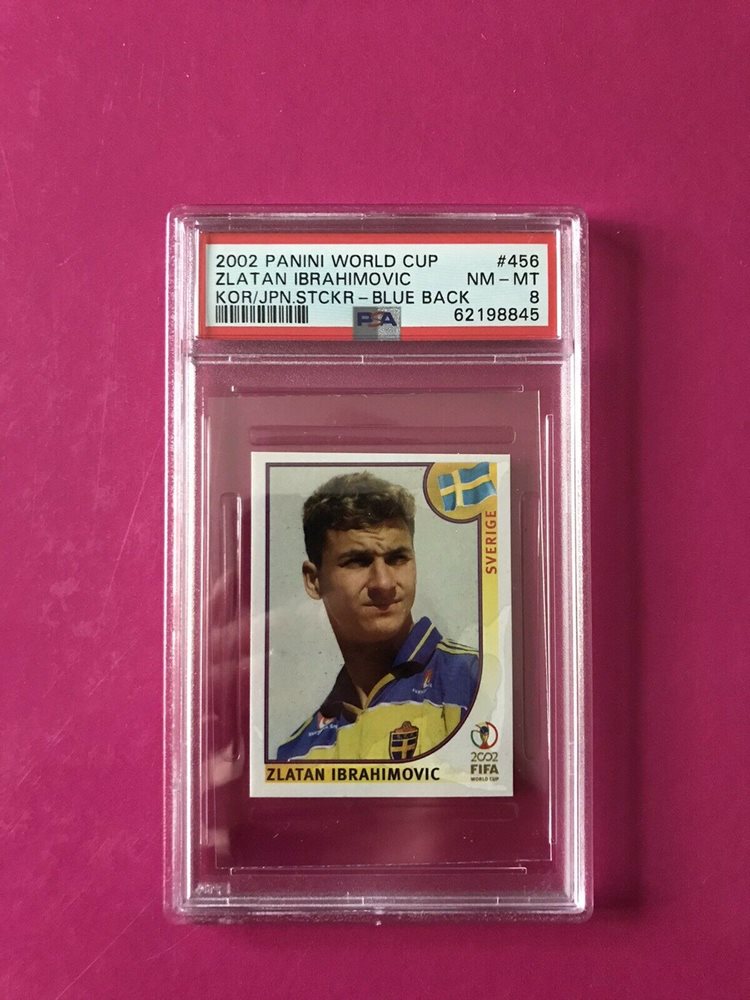 2002 PANINI WORLD CUP #456
ZLATAN IBRAHIMOVIC NM - MT
KOR/JPN.STCKR - BLUE BACK 8
PSA 62198845
SVERIGE
2002
FIFA
WORLD CUP
ZLATAN IBRAHIMOVIC